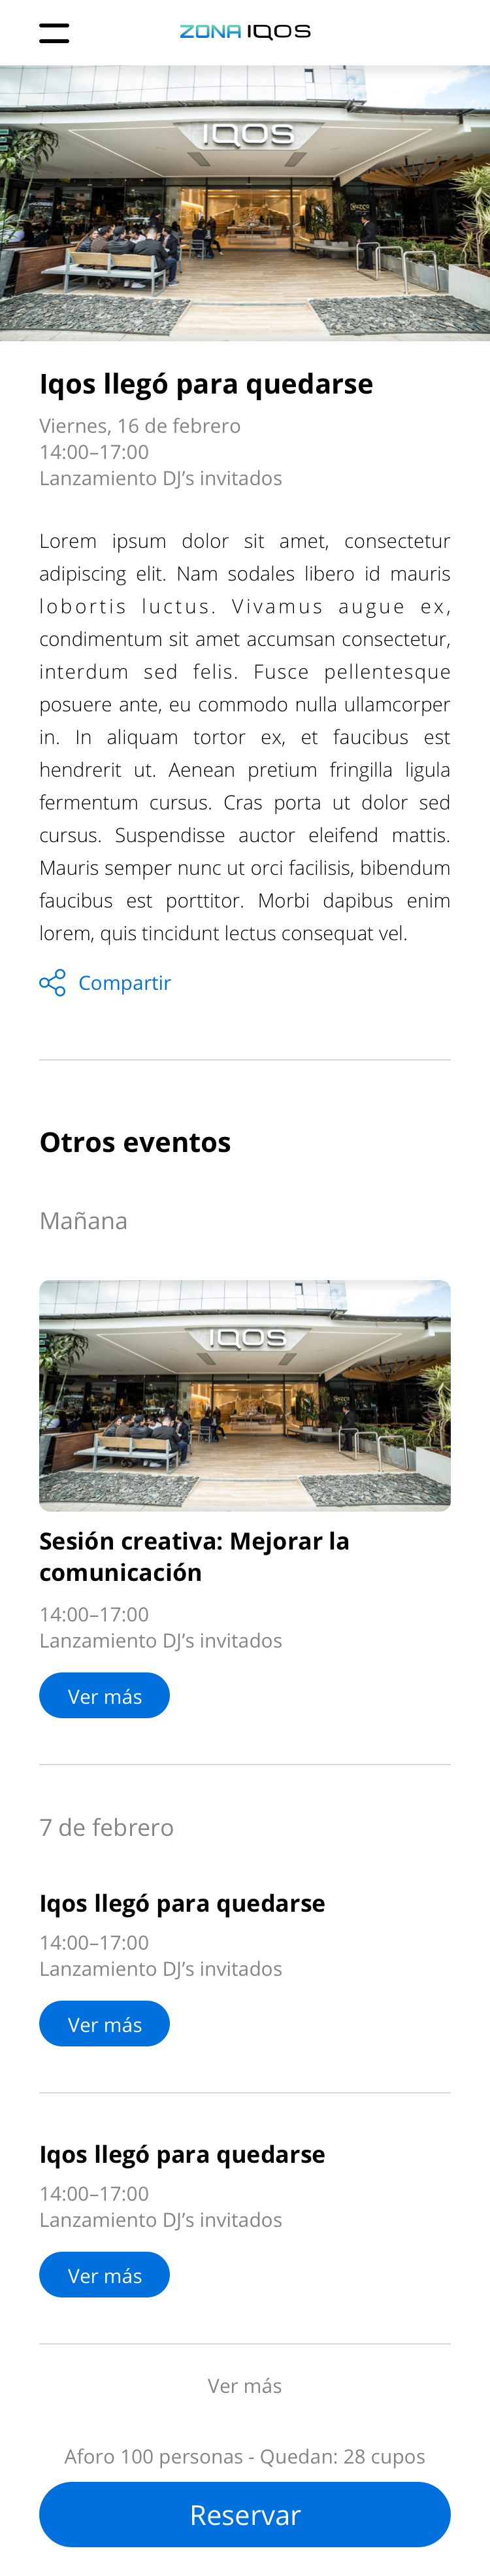 ZONA IQOS
IQOS
Iqos llegó para quedarse
Viernes, 16 de febrero
14:00–17:00
Lanzamiento DJ’s invitados
Lorem ipsum dolor sit amet, consectetur
adipiscing elit. Nam sodales libero id mauris
lobortis luctus. Vivamus augue ex,
condimentum sit amet accumsan consectetur,
interdum sed felis. Fusce pellentesque
posuere ante, eu commodo nulla ullamcorper
in. In aliquam tortor ex, et faucibus est
hendrerit ut. Aenean pretium fringilla ligula
fermentum cursus. Cras porta ut dolor sed
cursus. Suspendisse auctor eleifend mattis.
Mauris semper nunc ut orci facilisis, bibendum
faucibus est porttitor. Morbi dapibus enim
lorem, quis tincidunt lectus consequat vel.
Compartir
Otros eventos
Mañana
IQOS
Sesión creativa: Mejorar la
comunicación
14:00–17:00
Lanzamiento DJ’s invitados
Ver más
7 de febrero
Iqos llegó para quedarse
14:00–17:00
Lanzamiento DJ’s invitados
Ver más
Iqos llegó para quedarse
14:00–17:00
Lanzamiento DJ’s invitados
Ver más
Ver más
Aforo 100 personas - Quedan: 28 cupos
Reservar